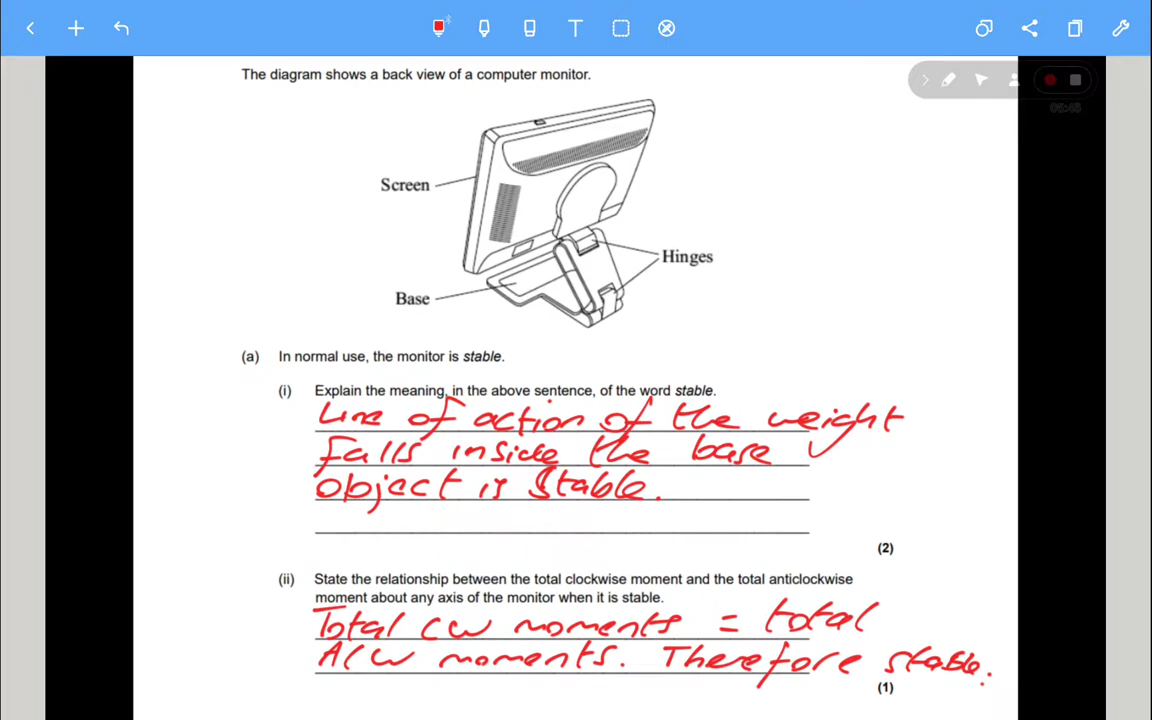 The diagram shows a back view of a computer monitor.
05:45
Screen
Hinges
Base
(a) In normal use, the monitor is stable.
(i) Explain the meaning, in the above sentence, of the word stable.
Line of action of the weight
Falls inside the base
object is stable.
(2)
(ii) State the relationship between the total clockwise moment and the total anticlockwise
moment about any axis of the monitor when it is stable.
Total CW moments = total
ACW moments. Therefore stable.
(1)